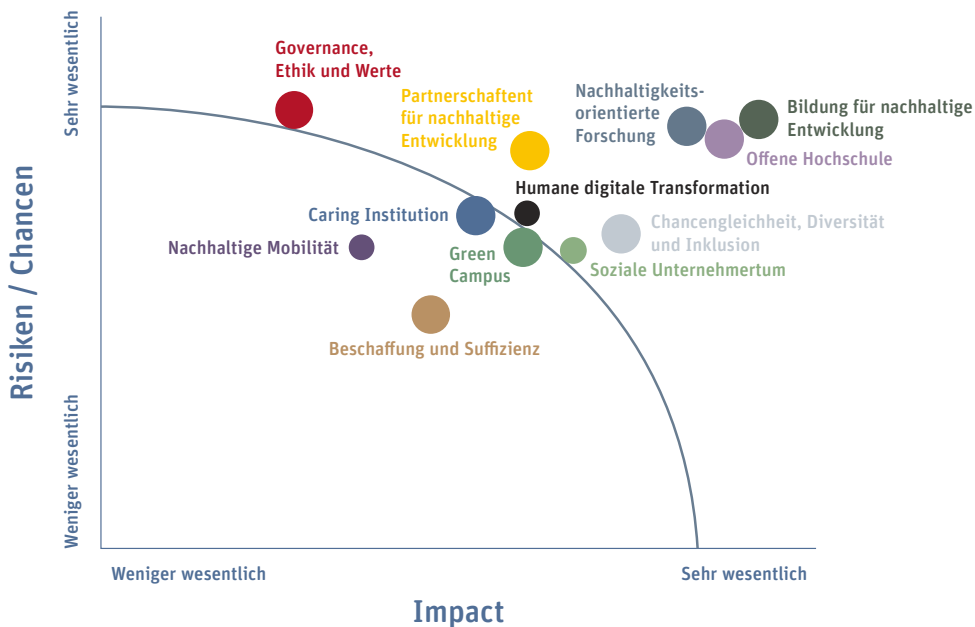 Sehr wesentlich
Risiken / Chancen
Weniger wesentlich
Governance,
Ethik und Werte
Partnerschaftent
für nachhaltige
Entwicklung
Nachhaltigkeits-
orientierte
Forschung
Bildung für nachhaltige
Entwicklung
Offene Hochschule
Humane digitale Transformation
Caring Institution
Chancengleichheit, Diversität
und Inklusion
Nachhaltige Mobilität
Green
Campus
Soziale Unternehmertum
Beschaffung und Suffizienz
Weniger wesentlich
Sehr wesentlich
Impact